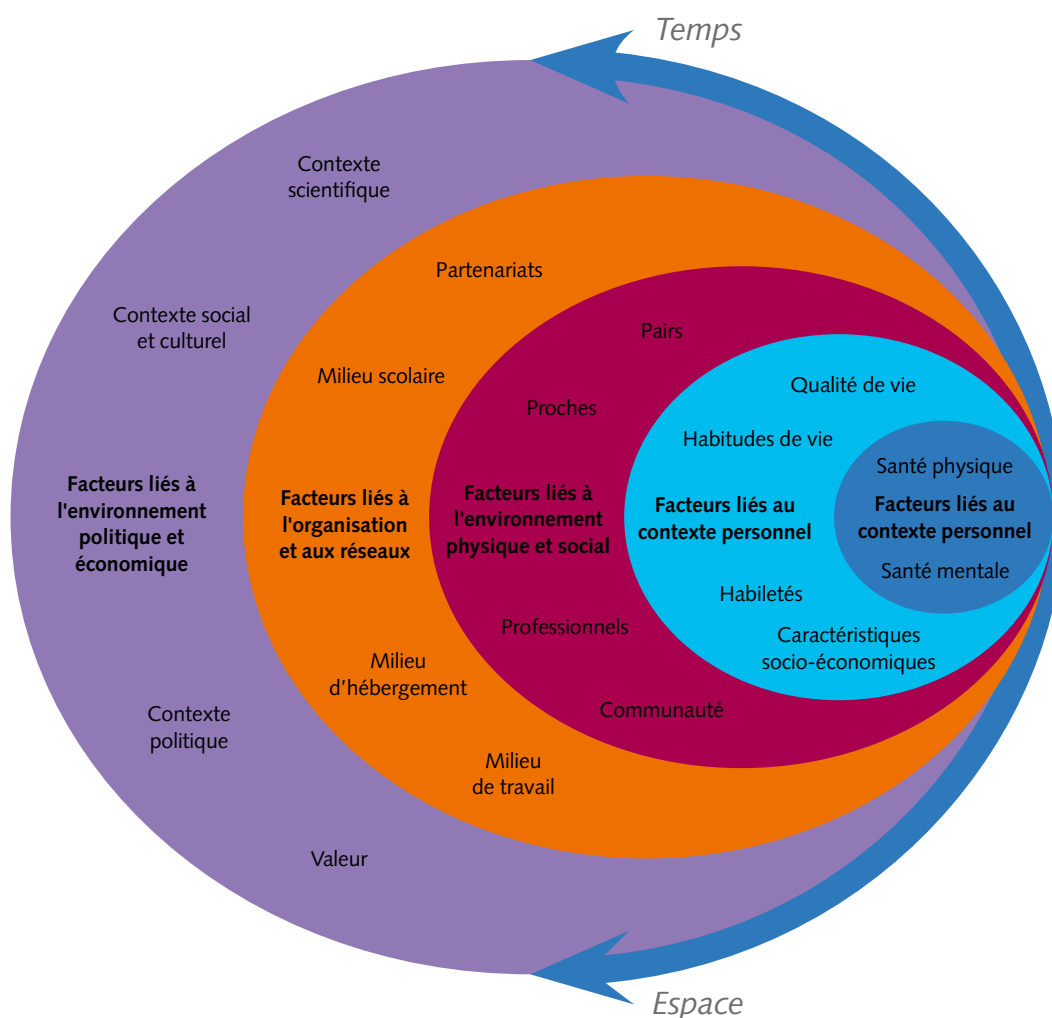 Temps
Contexte
scientifique
Contexte social
et culturel
Facteurs liés à
l'environnement
politique et
économique
Contexte
politique
Valeur
Partenariats
Milieu scolaire
Facteurs liés à
l'organisation
et aux réseaux
Milieu
d’hébergement
Milieu
de travail
Pairs
Proches
Facteurs liés à
l'environnement
physique et social
Professionnels
Communauté
Qualité de vie
Habitudes de vie
Facteurs liés au
contexte personnel
Habiletés
Caractéristiques
socio-économiques
Santé physique
Facteurs liés au
contexte personnel
Santé mentale
Espace